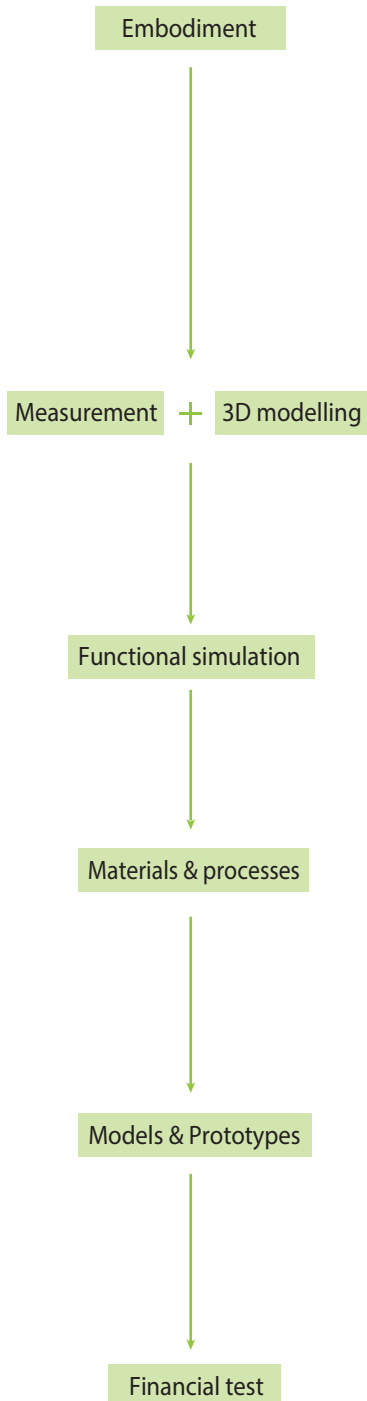 Embodiment
Measurement + 3D modelling
Functional simulation
Materials & processes
Models & Prototypes
Financial test